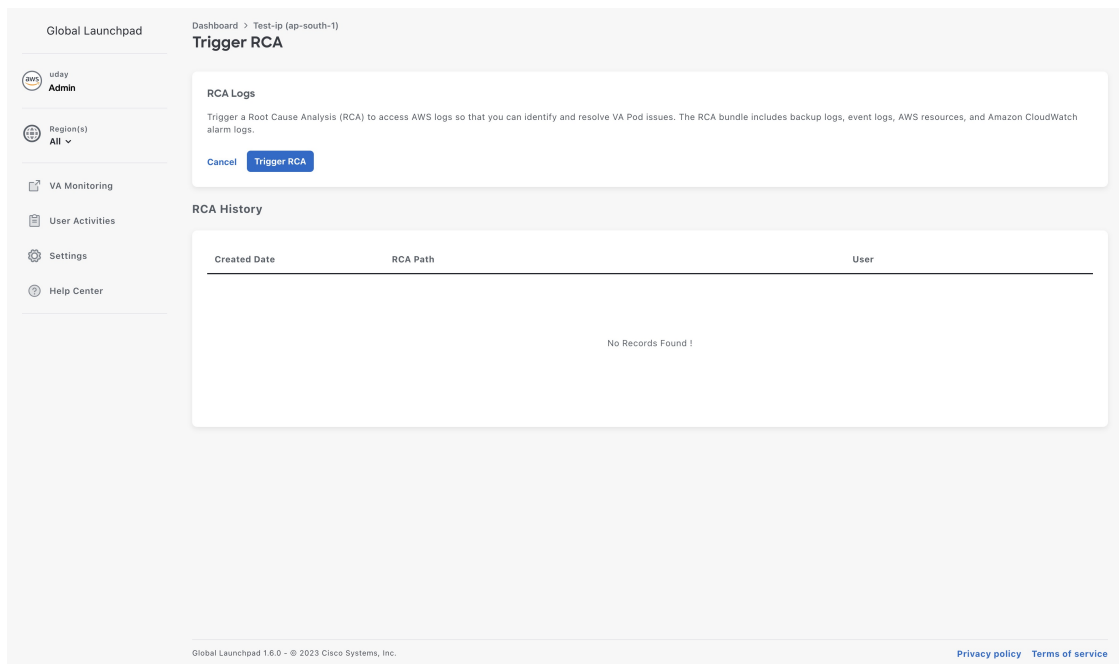 Global Launchpad
aws
uday
Admin
Region(s)
All
VA Monitoring
User Activities
Settings
Help Center
Dashboard > Test-ip (ap-south-1)
Trigger RCA
RCA Logs
Trigger a Root Cause Analysis (RCA) to access AWS logs so that you can identify and resolve VA Pod issues. The RCA bundle includes backup logs, event logs, AWS resources, and Amazon CloudWatch
alarm logs.
Cancel Trigger RCA
RCA History
Created Date RCA Path User
No Records Found !
Global Launchpad 1.6.0 - © 2023 Cisco Systems, Inc. Privacy policy Terms of service